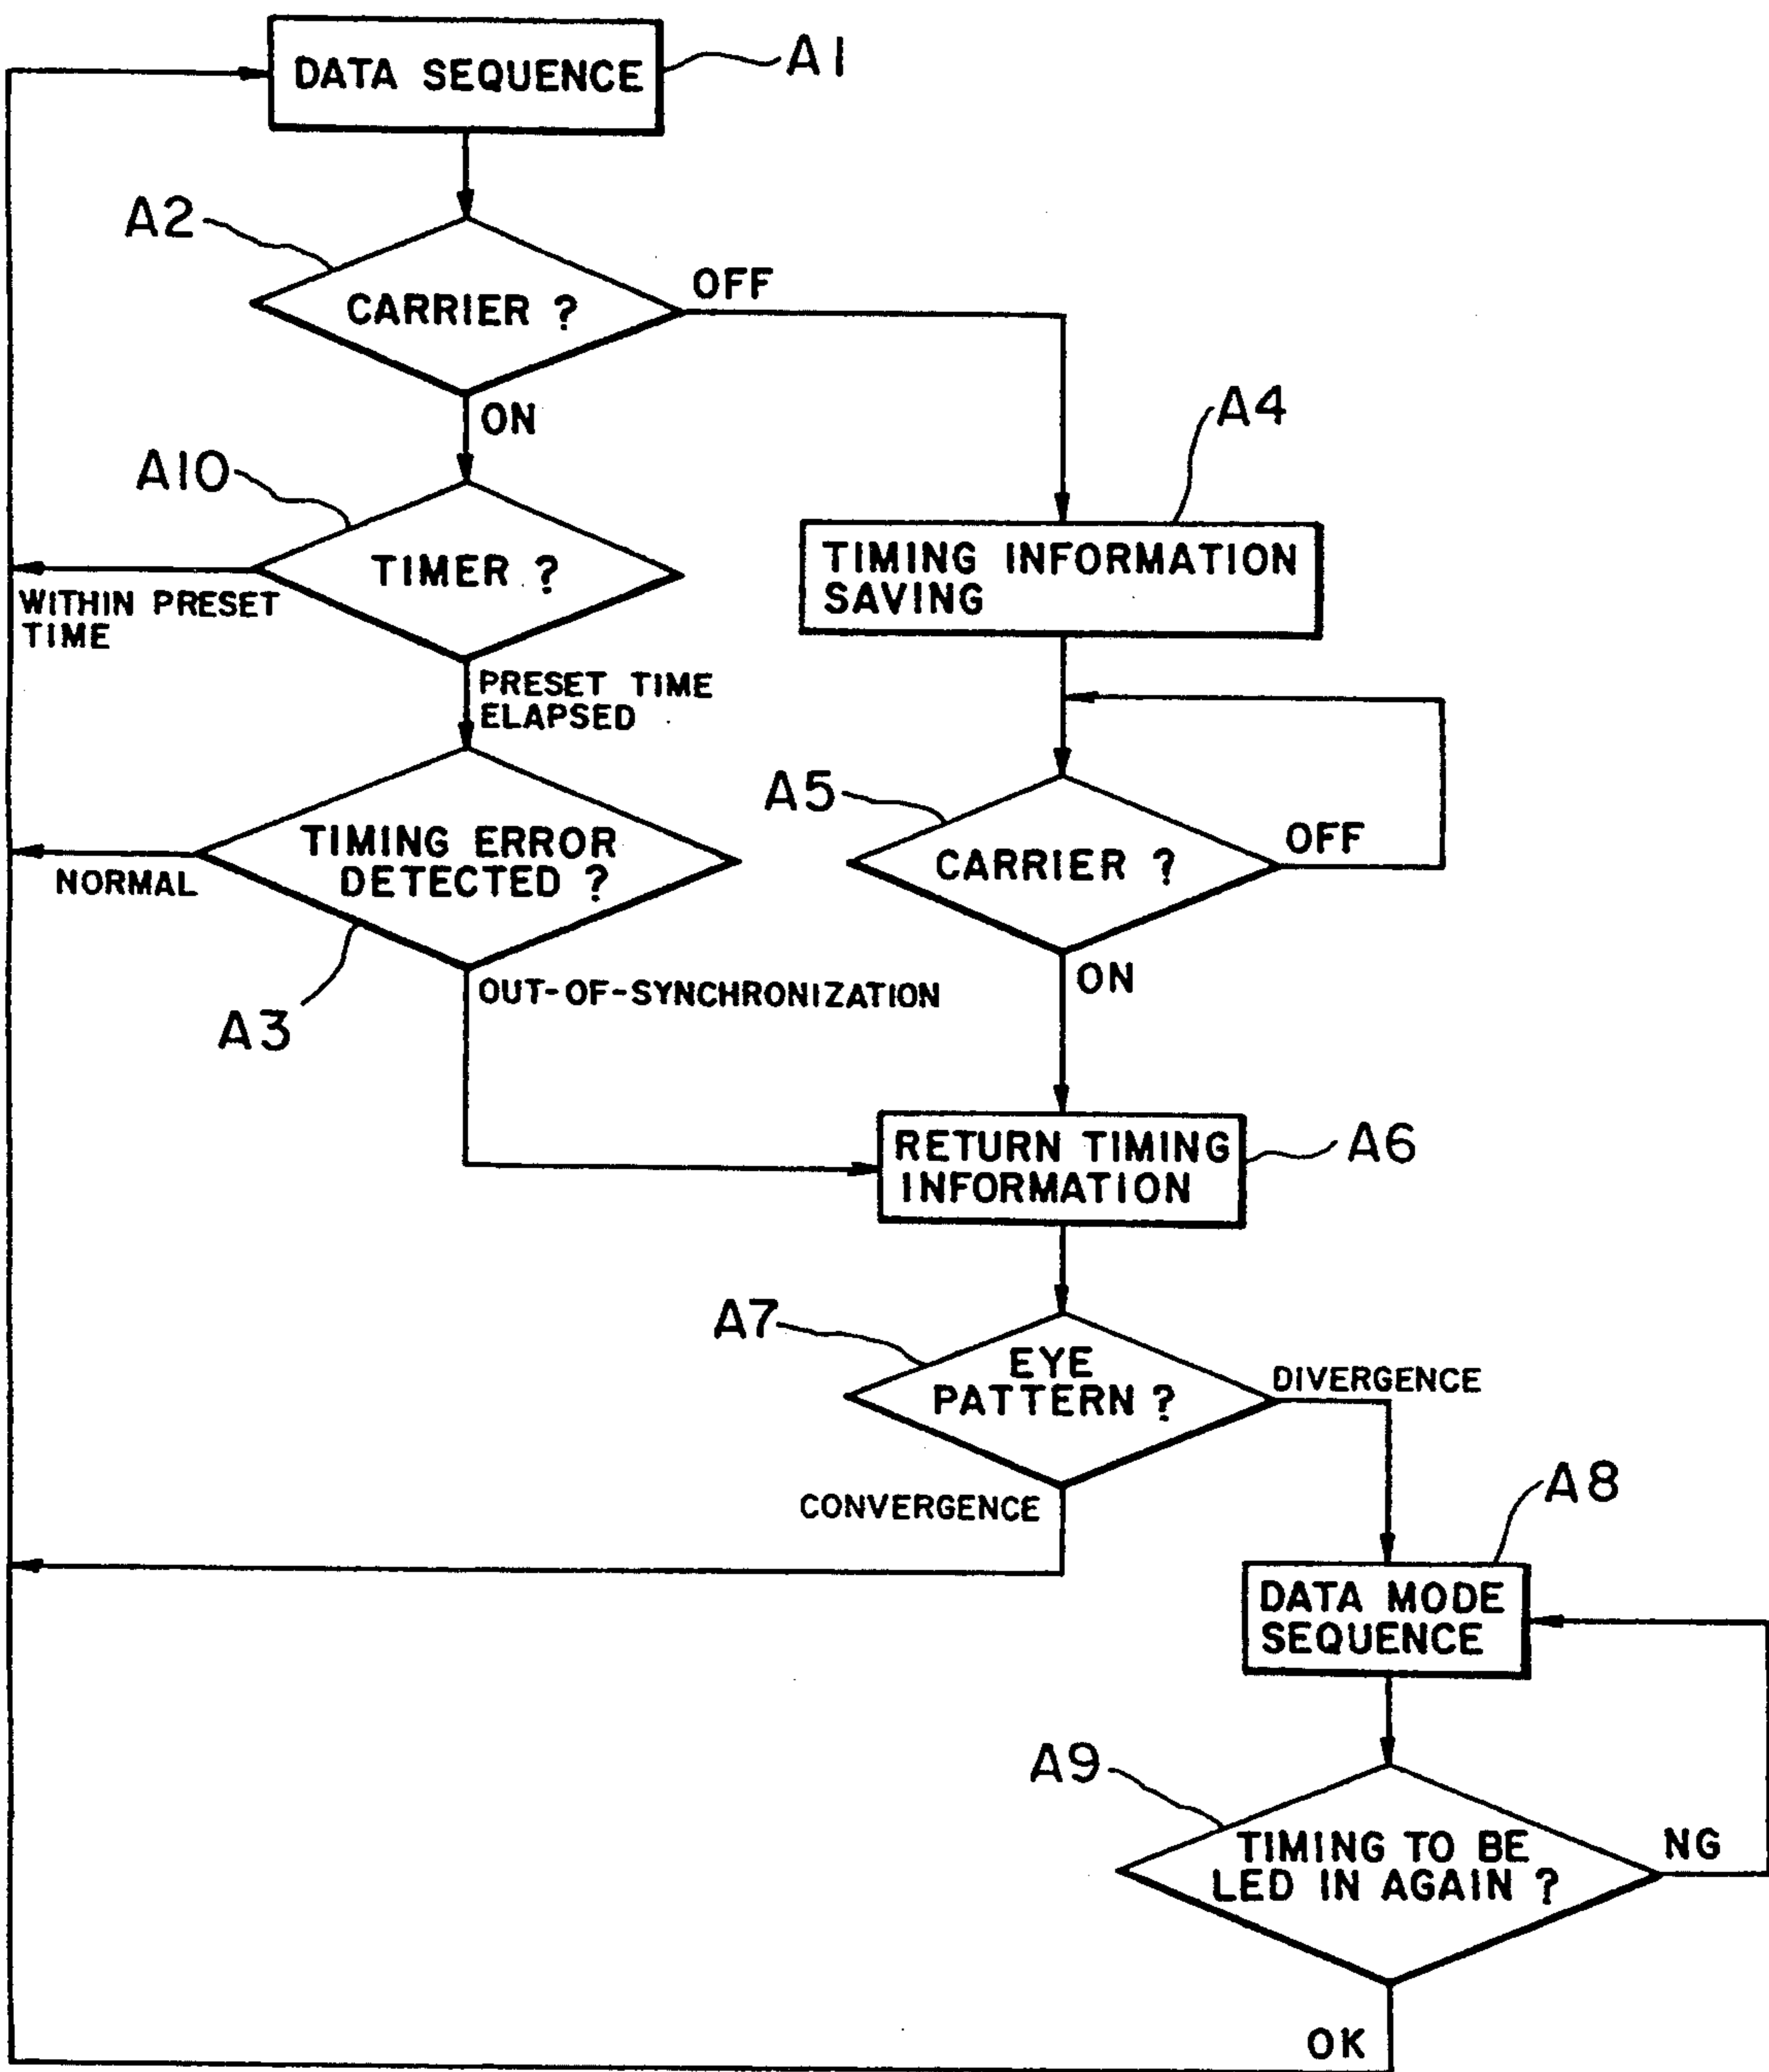 DATA SEQUENCE
A1
A2
CARRIER ?
OFF
ON
A4
A10
TIMER ?
TIMING INFORMATION
SAVING
WITHIN PRESET
TIME
PRESET TIME
ELAPSED
A5
CARRIER ?
OFF
TIMING ERROR
DETECTED ?
NORMAL
ON
OUT-OF-SYNCHRONIZATION
A3
RETURN TIMING
INFORMATION
A6
A7
EYE
PATTERN ?
DIVERGENCE
CONVERGENCE
A8
DATA MODE
SEQUENCE
A9
TIMING TO BE
LED IN AGAIN ?
NG
OK